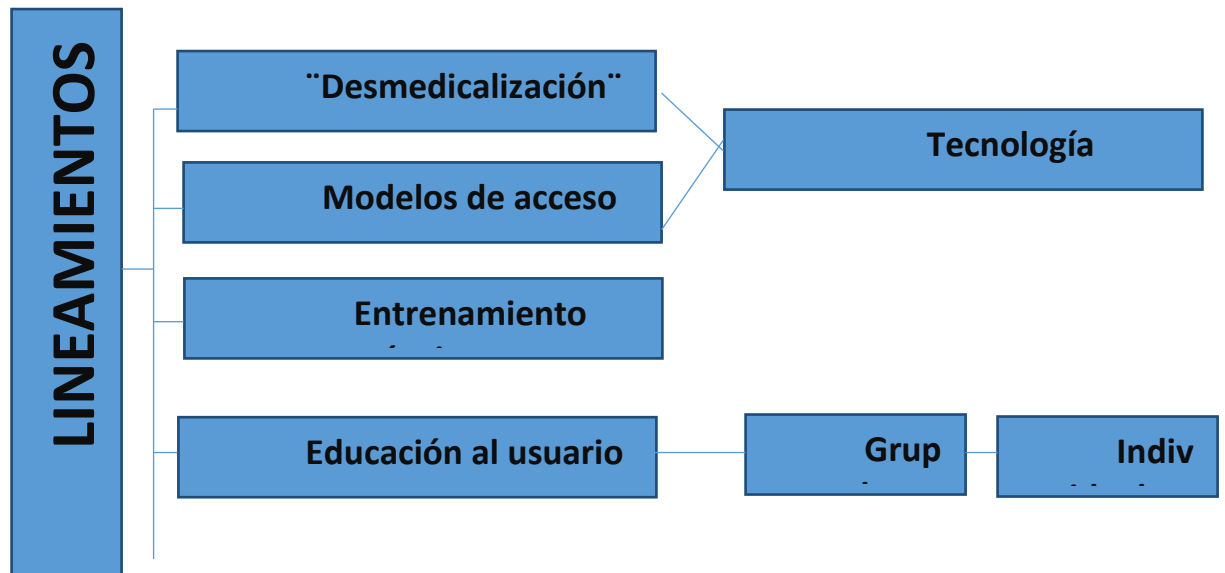 LINEAMIENTOS
¨Desmedicalización¨
Modelos de acceso
Tecnología
Entrenamiento
Educación al usuario
Grup
Indiv